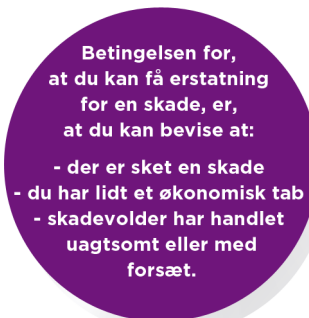 Betingelsen for,
at du kan få erstatning
for en skade, er,
at du kan bevise at:
- der er sket en skade
- du har lidt et økonomisk tab
- skadevolder har handlet
uagtsomt eller med
forsæt.